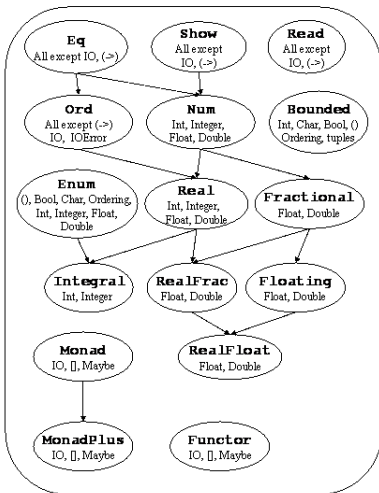 Eq
All except IO, (->)
Show
All except
IO, (->)
Read
All except
IO, (->)
Ord
All except (->)
IO, IOError
Num
Int, Integer,
Float, Double
Bounded
Int, Char, Bool, ()
Ordering, tuples
Enum
(), Bool, Char, Ordering,
Int, Integer, Float,
Double
Real
Int, Integer,
Float, Double
Fractional
Float, Double
Integral
Int, Integer
RealFrac
Float, Double
Floating
Float, Double
Monad
IO, [], Maybe
RealFloat
Float, Double
MonadPlus
IO, [], Maybe
Functor
IO, [], Maybe